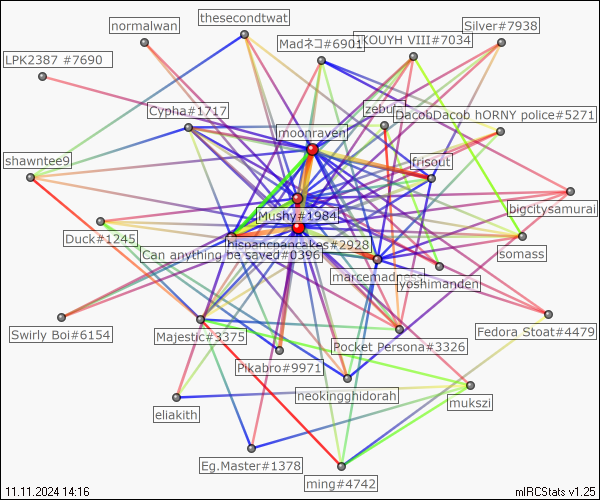 thesecondtwat
normalwan
Madネコ#6901
KOUYH VIII#7034
Silver#7938
LPK2387 #7690
Cypha#1717
DacobDacob hORNY police#5271
moonraven
frisout
shawntee9
bigcitysamurai
Mushy#1984
Duck#1245
hispancpancakes#2928
Can anything be saved#0396
somass
yoshimanden
Swirly Boi#6154
Majestic#3375
Pocket Persona#3326
Fedora Stoat#4479
Pikabro#9971
neokingghidorah
eliakith
mukszi
Eg.Master#1378
ming#4742
11.11.2024 14:16
mIRCStats v1.25